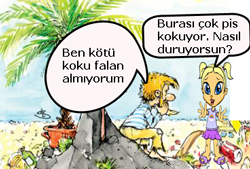 Burası çok pis
kokuyor. Nasıl
duruyorsun?
Ben kötü
koku falan
almıyorum